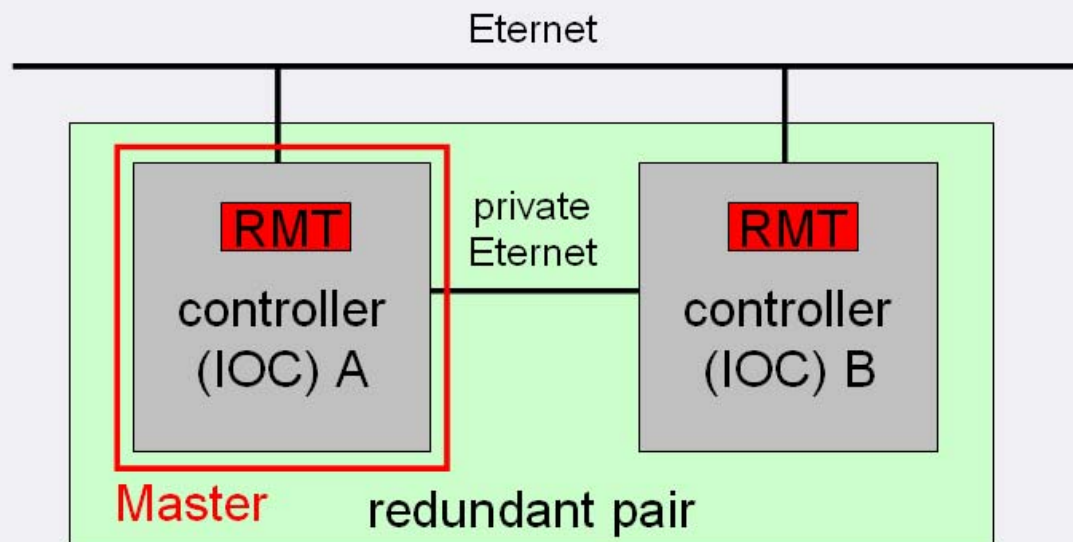 Eternet
RMT
controller
(IOC) A
private
Eternet
RMT
controller
(IOC) B
Master
redundant pair